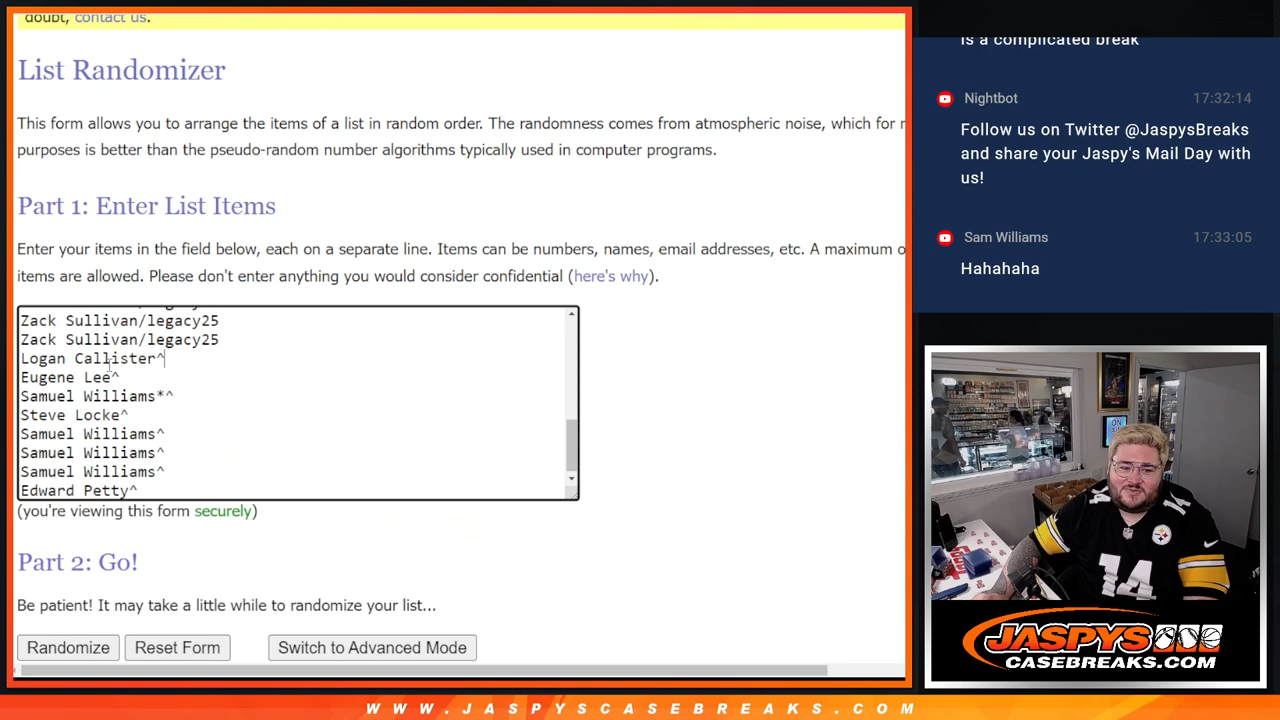 doubt, contact us.
List Randomizer
This form allows you to arrange the items of a list in random order. The randomness comes from atmospheric noise, which for
purposes is better than the pseudo-random number algorithms typically used in computer programs.
Part 1: Enter List Items
Enter your items in the field below, each on a separate line. Items can be numbers, names, email addresses, etc. A maximum
items are allowed. Please don't enter anything you would consider confidential (here's why).
Zack Sullivan/legacy25
Zack Sullivan/legacy25
Logan Callister^
Eugene Lee^
Samuel Williams*^
Steve Locke^
Samuel Williams^
Samuel Williams^
Samuel Williams^
Edward Petty^
(you're viewing this form securely)
Part 2: Go!
Be patient! It may take a little while to randomize your list...
Randomize Reset Form Switch to Advanced Mode
is a complicated break
Nightbot 17:32:14
Follow us on Twitter @JaspysBreaks
and share your Jaspy's Mail Day with
us!
Sam Williams 17:33:05
Hahahaha
14
14
JASPYS
CASEBREAKS.COM
WWW.JASPYSCASEBREAKS.COM